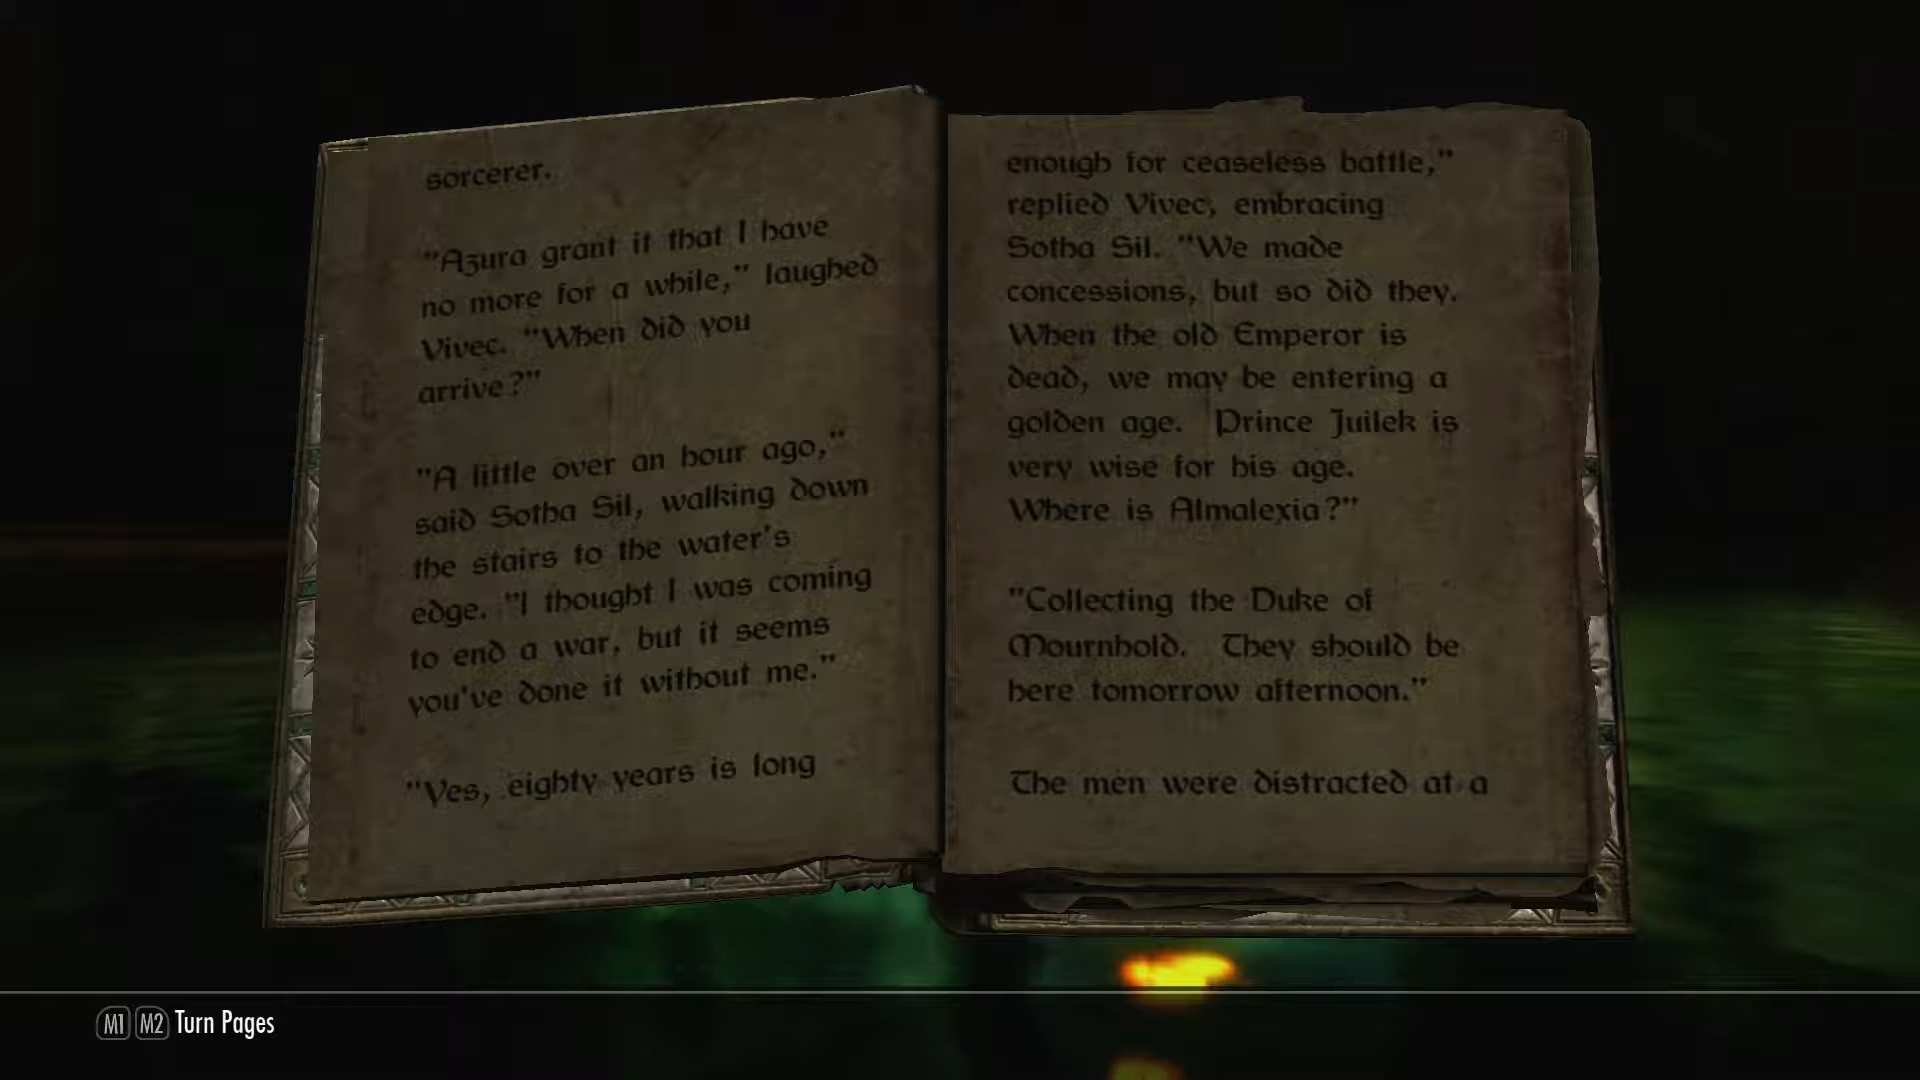 sorcerer.
"Azura grant it that I have
no more for a while," laughed
Vivec. "When did you
arrive?"
"A little over an hour ago,"
said Sotha Sil, walking down
the stairs to the water's
edge. "I thought I was coming
to end a war, but it seems
you've done it without me."
"Yes, eighty years is long
enough for ceaseless battle,"
replied Vivec, embracing
Sotha Sil. "We made
concessions, but so did they.
When the old Emperor is
dead, we may be entering a
golden age. Prince Juilek is
very wise for his age.
Where is Almalexia?"
"Collecting the Duke of
Mournhold. They should be
here tomorrow afternoon."
The men were distracted at a
M1 M2 Turn Pages